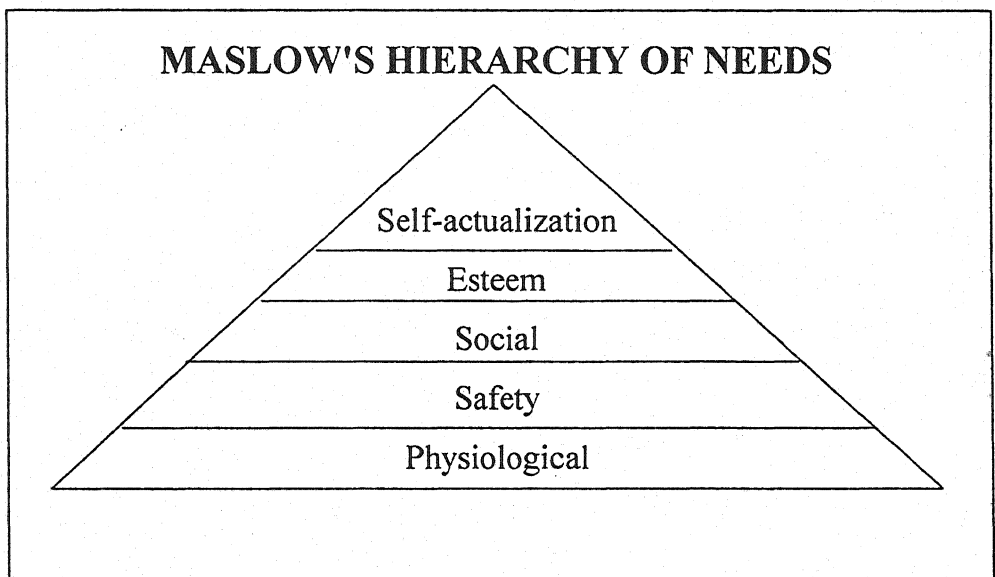 MASLOW'S HIERARCHY OF NEEDS
Self-actualization
Esteem
Social
Safety
Physiological